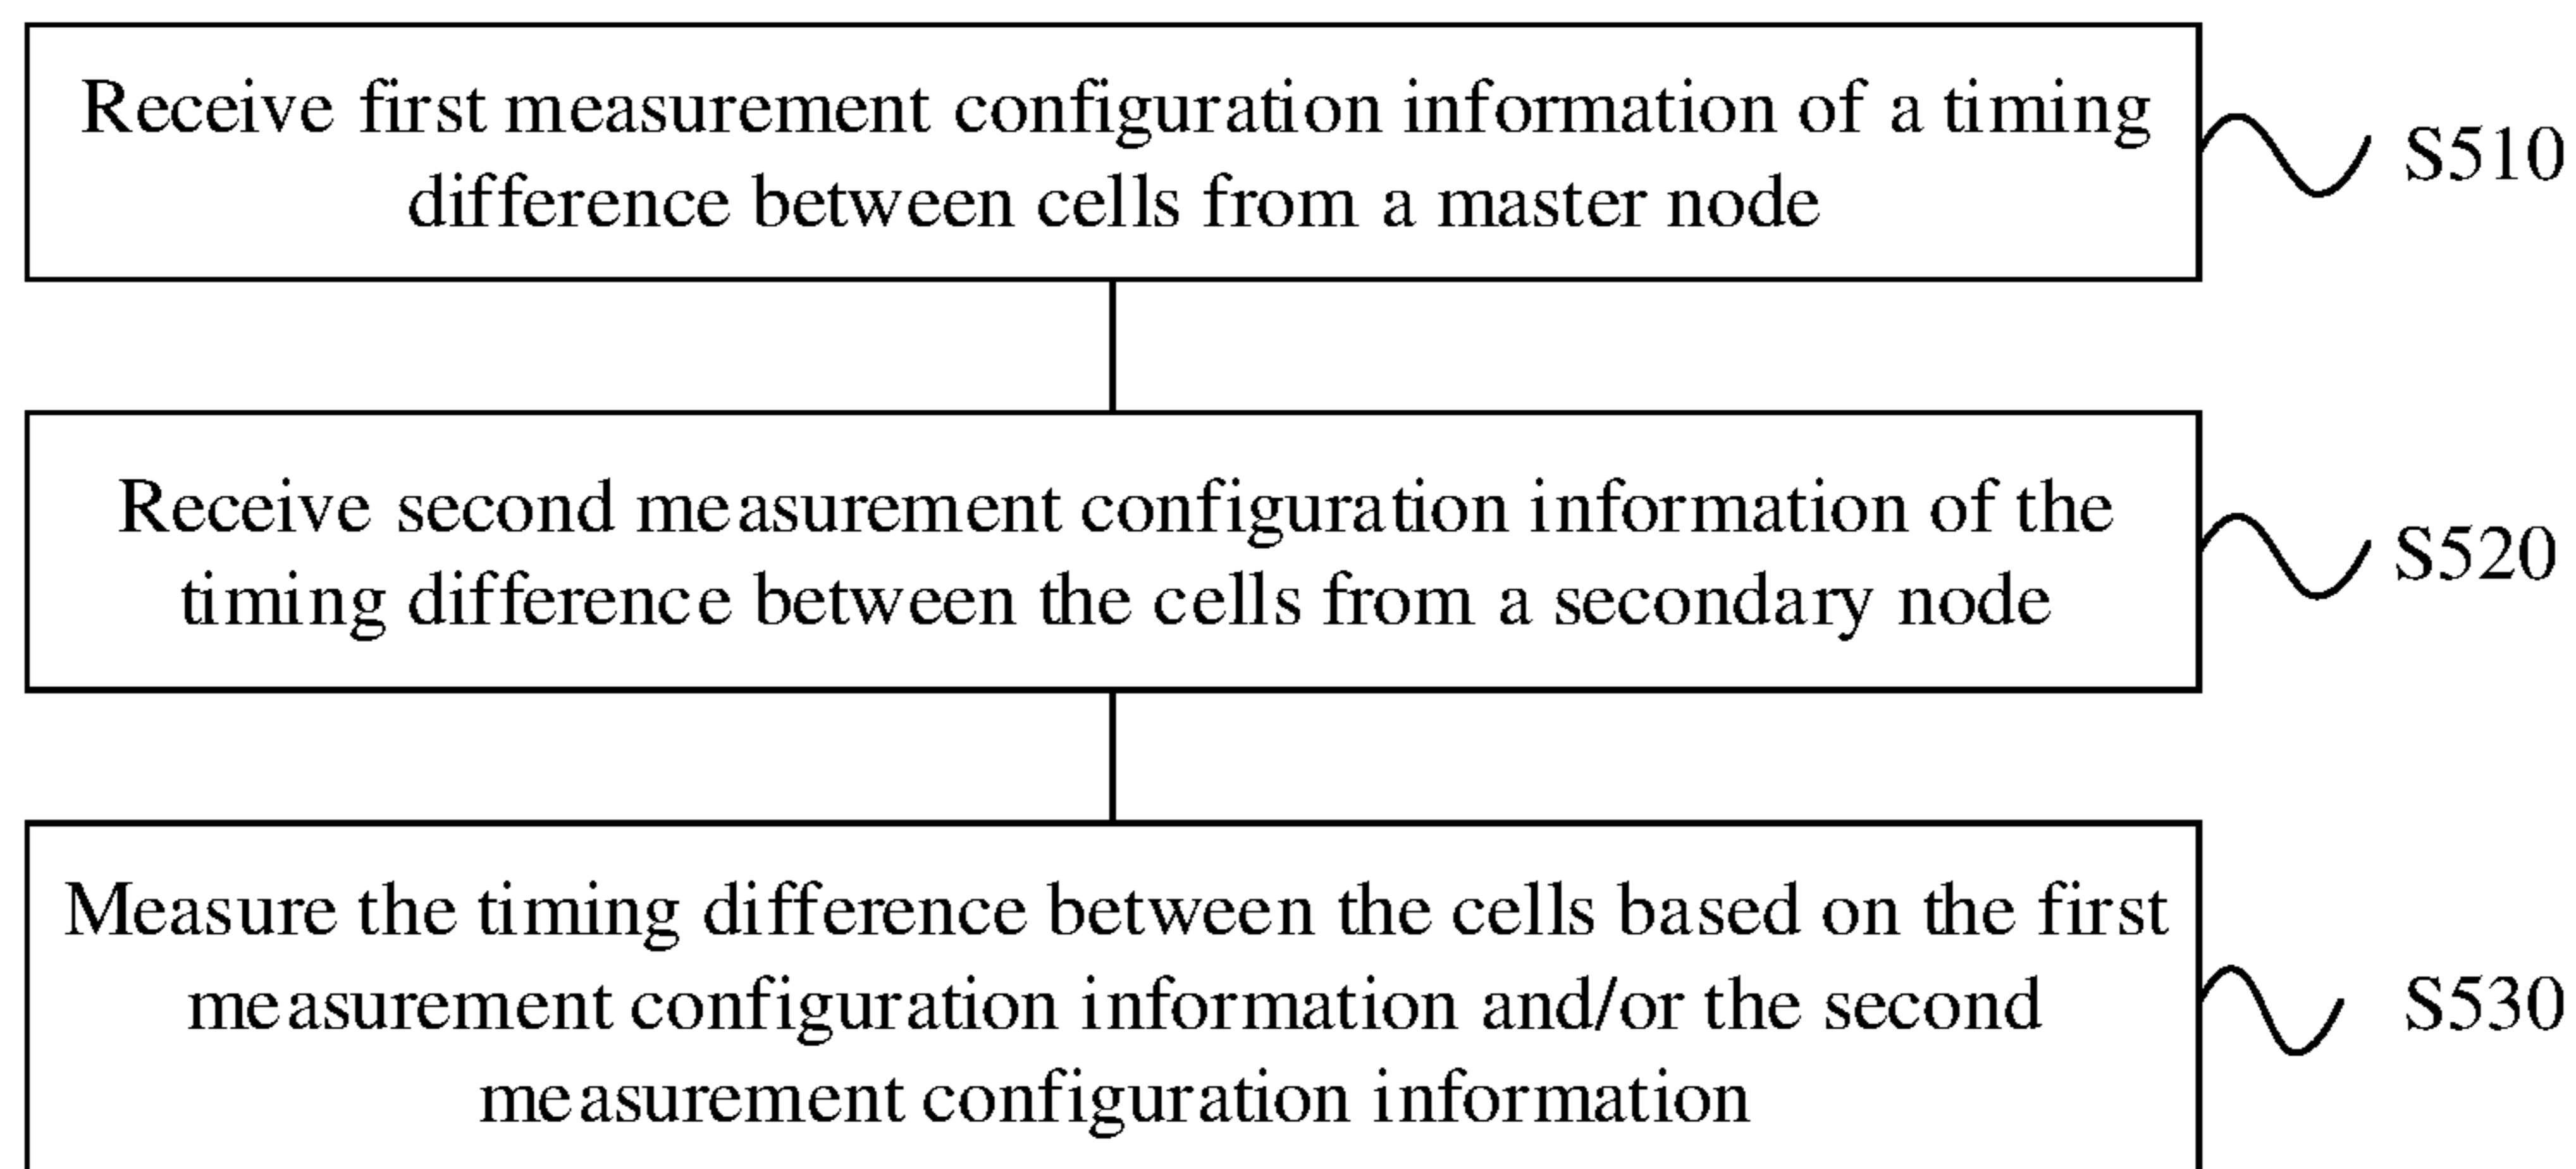 Receive first measurement configuration information of a timing
difference between cells from a master node
S510
Receive second measurement configuration information of the
timing difference between the cells from a secondary node
S520
Measure the timing difference between the cells based on the first
measurement configuration information and/or the second
measurement configuration information
S530